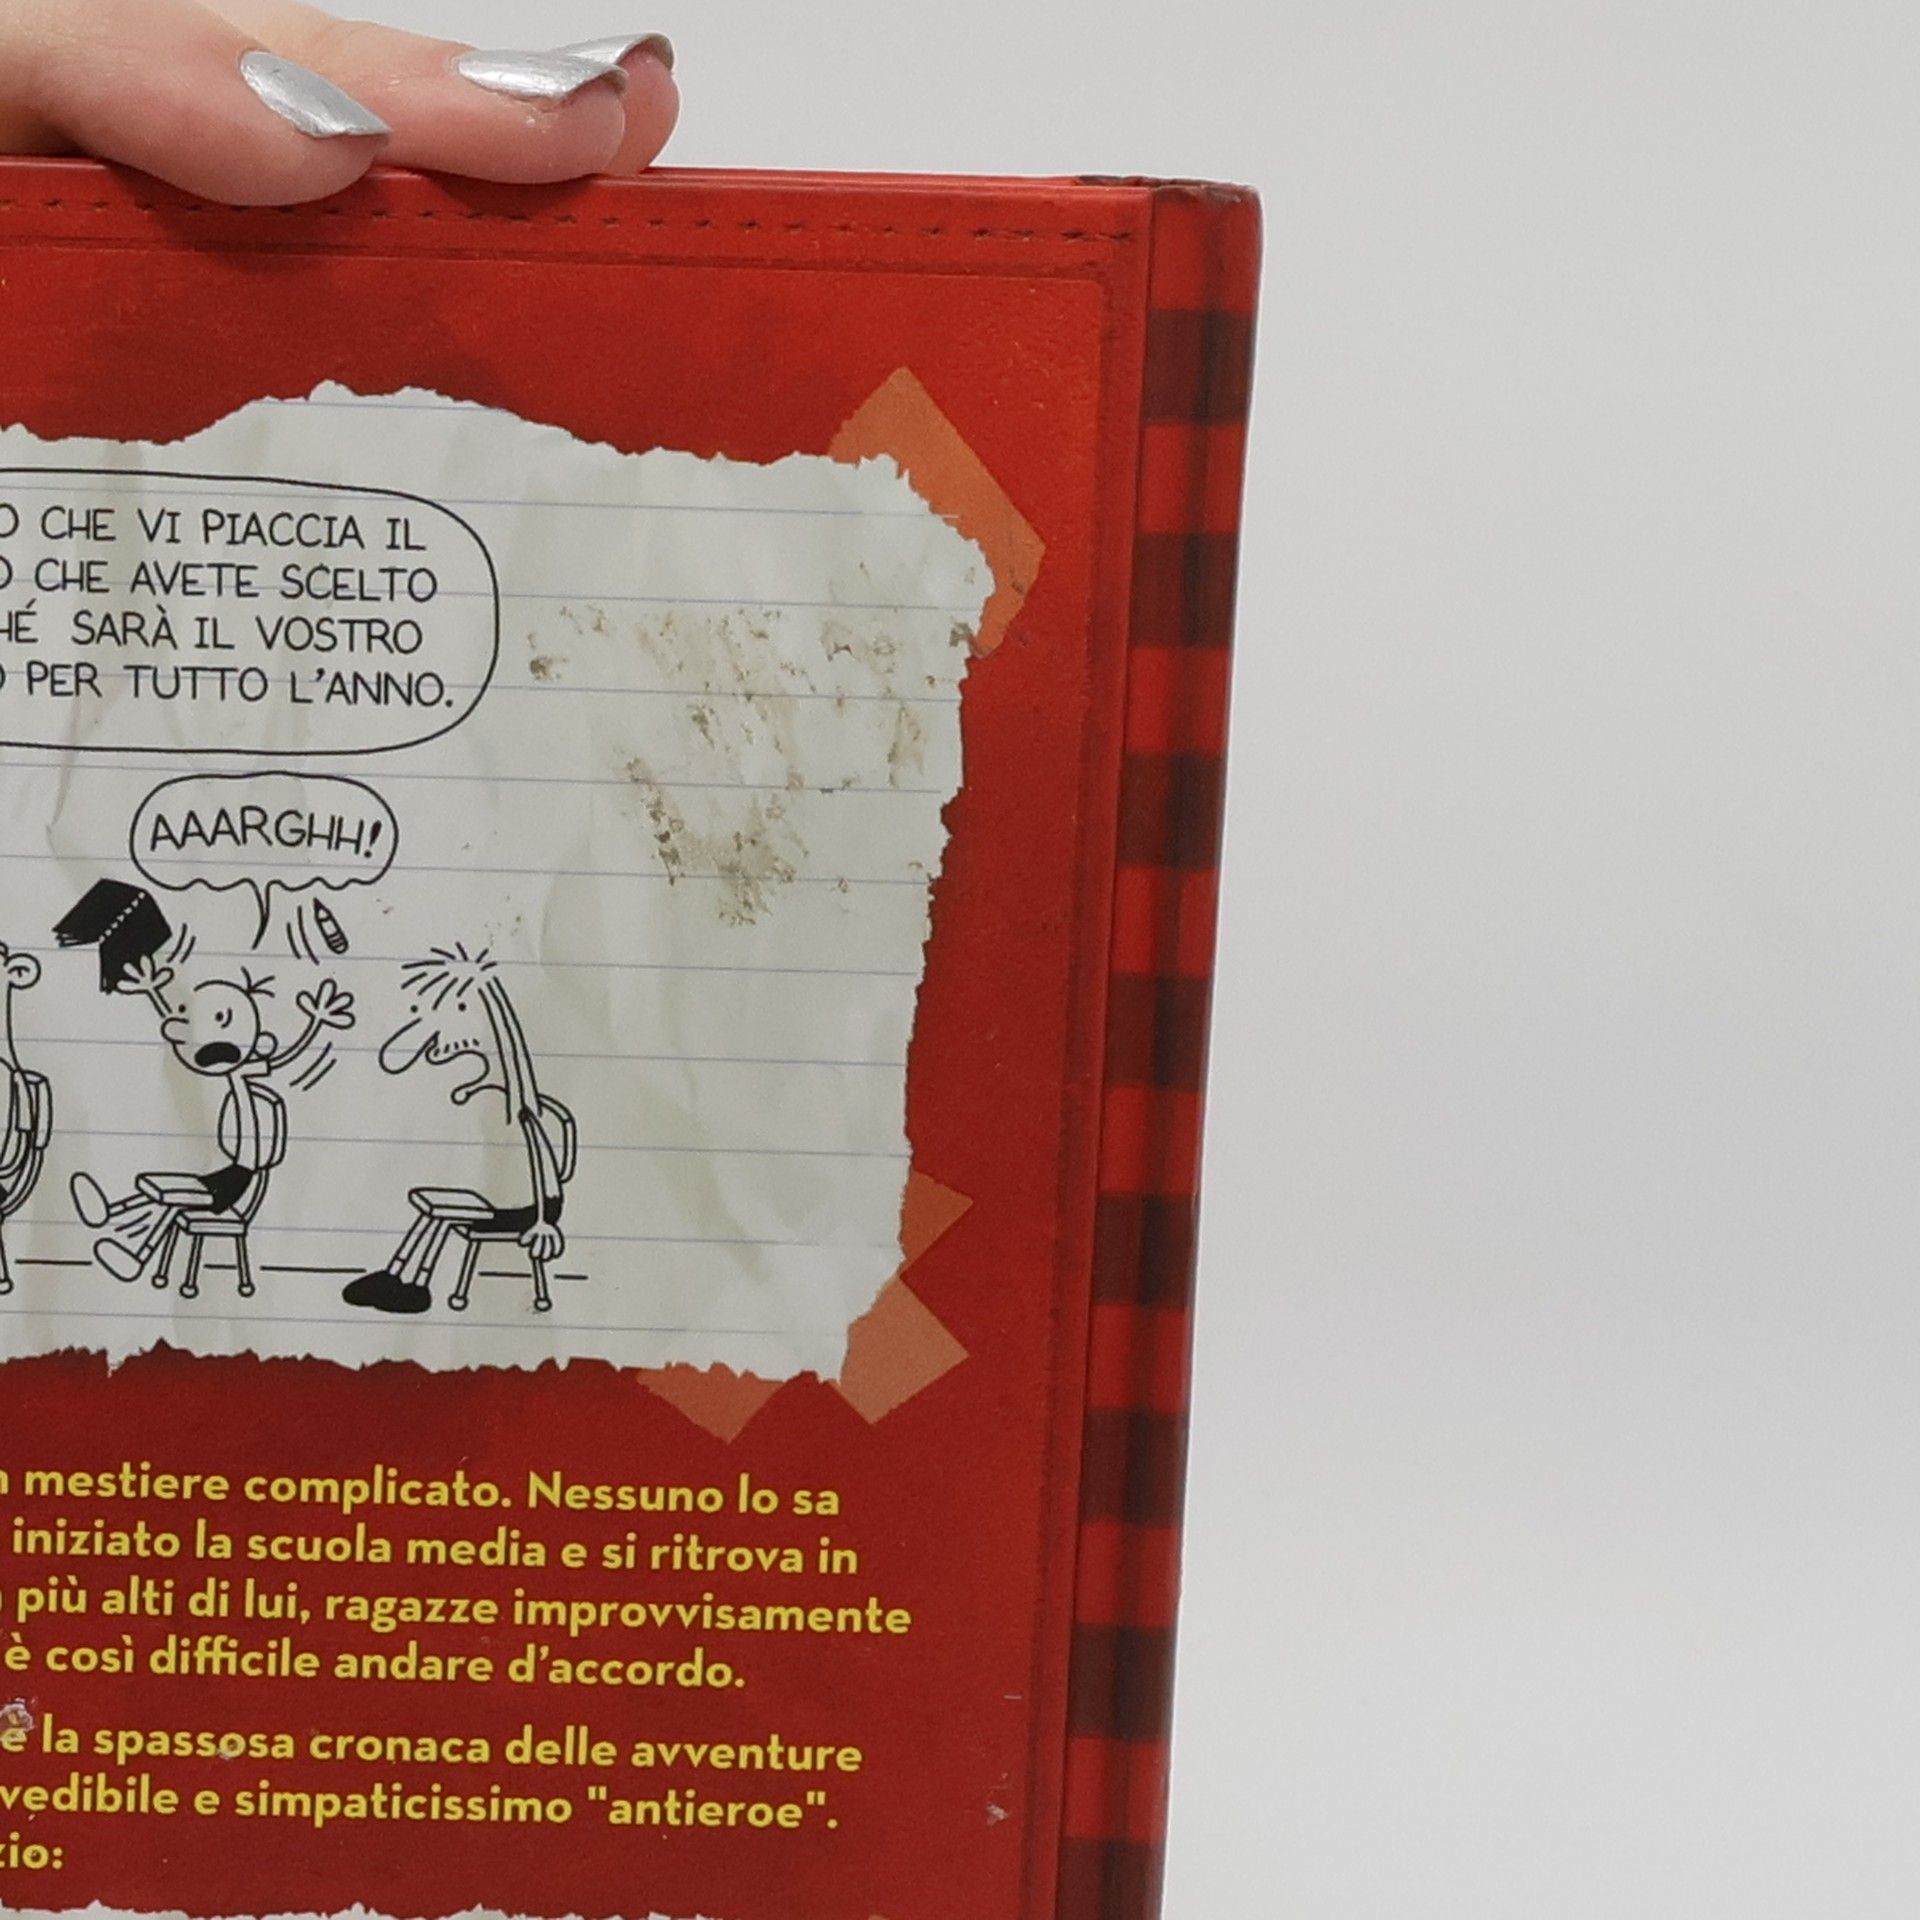 O CHE VI PIACCIA IL
O CHE AVETE SCELTO
HÉ SARÀ IL VOSTRO
O PER TUTTO L'ANNO.
AAARGHH!
n mestiere complicato. Nessuno lo sa
iniziato la scuola media e si ritrova in
più alti di lui, ragazze improvvisamente
è così difficile andare d'accordo.
è la spassosa cronaca delle avventure
vedibile e simpaticissimo "antieroe".
zio: